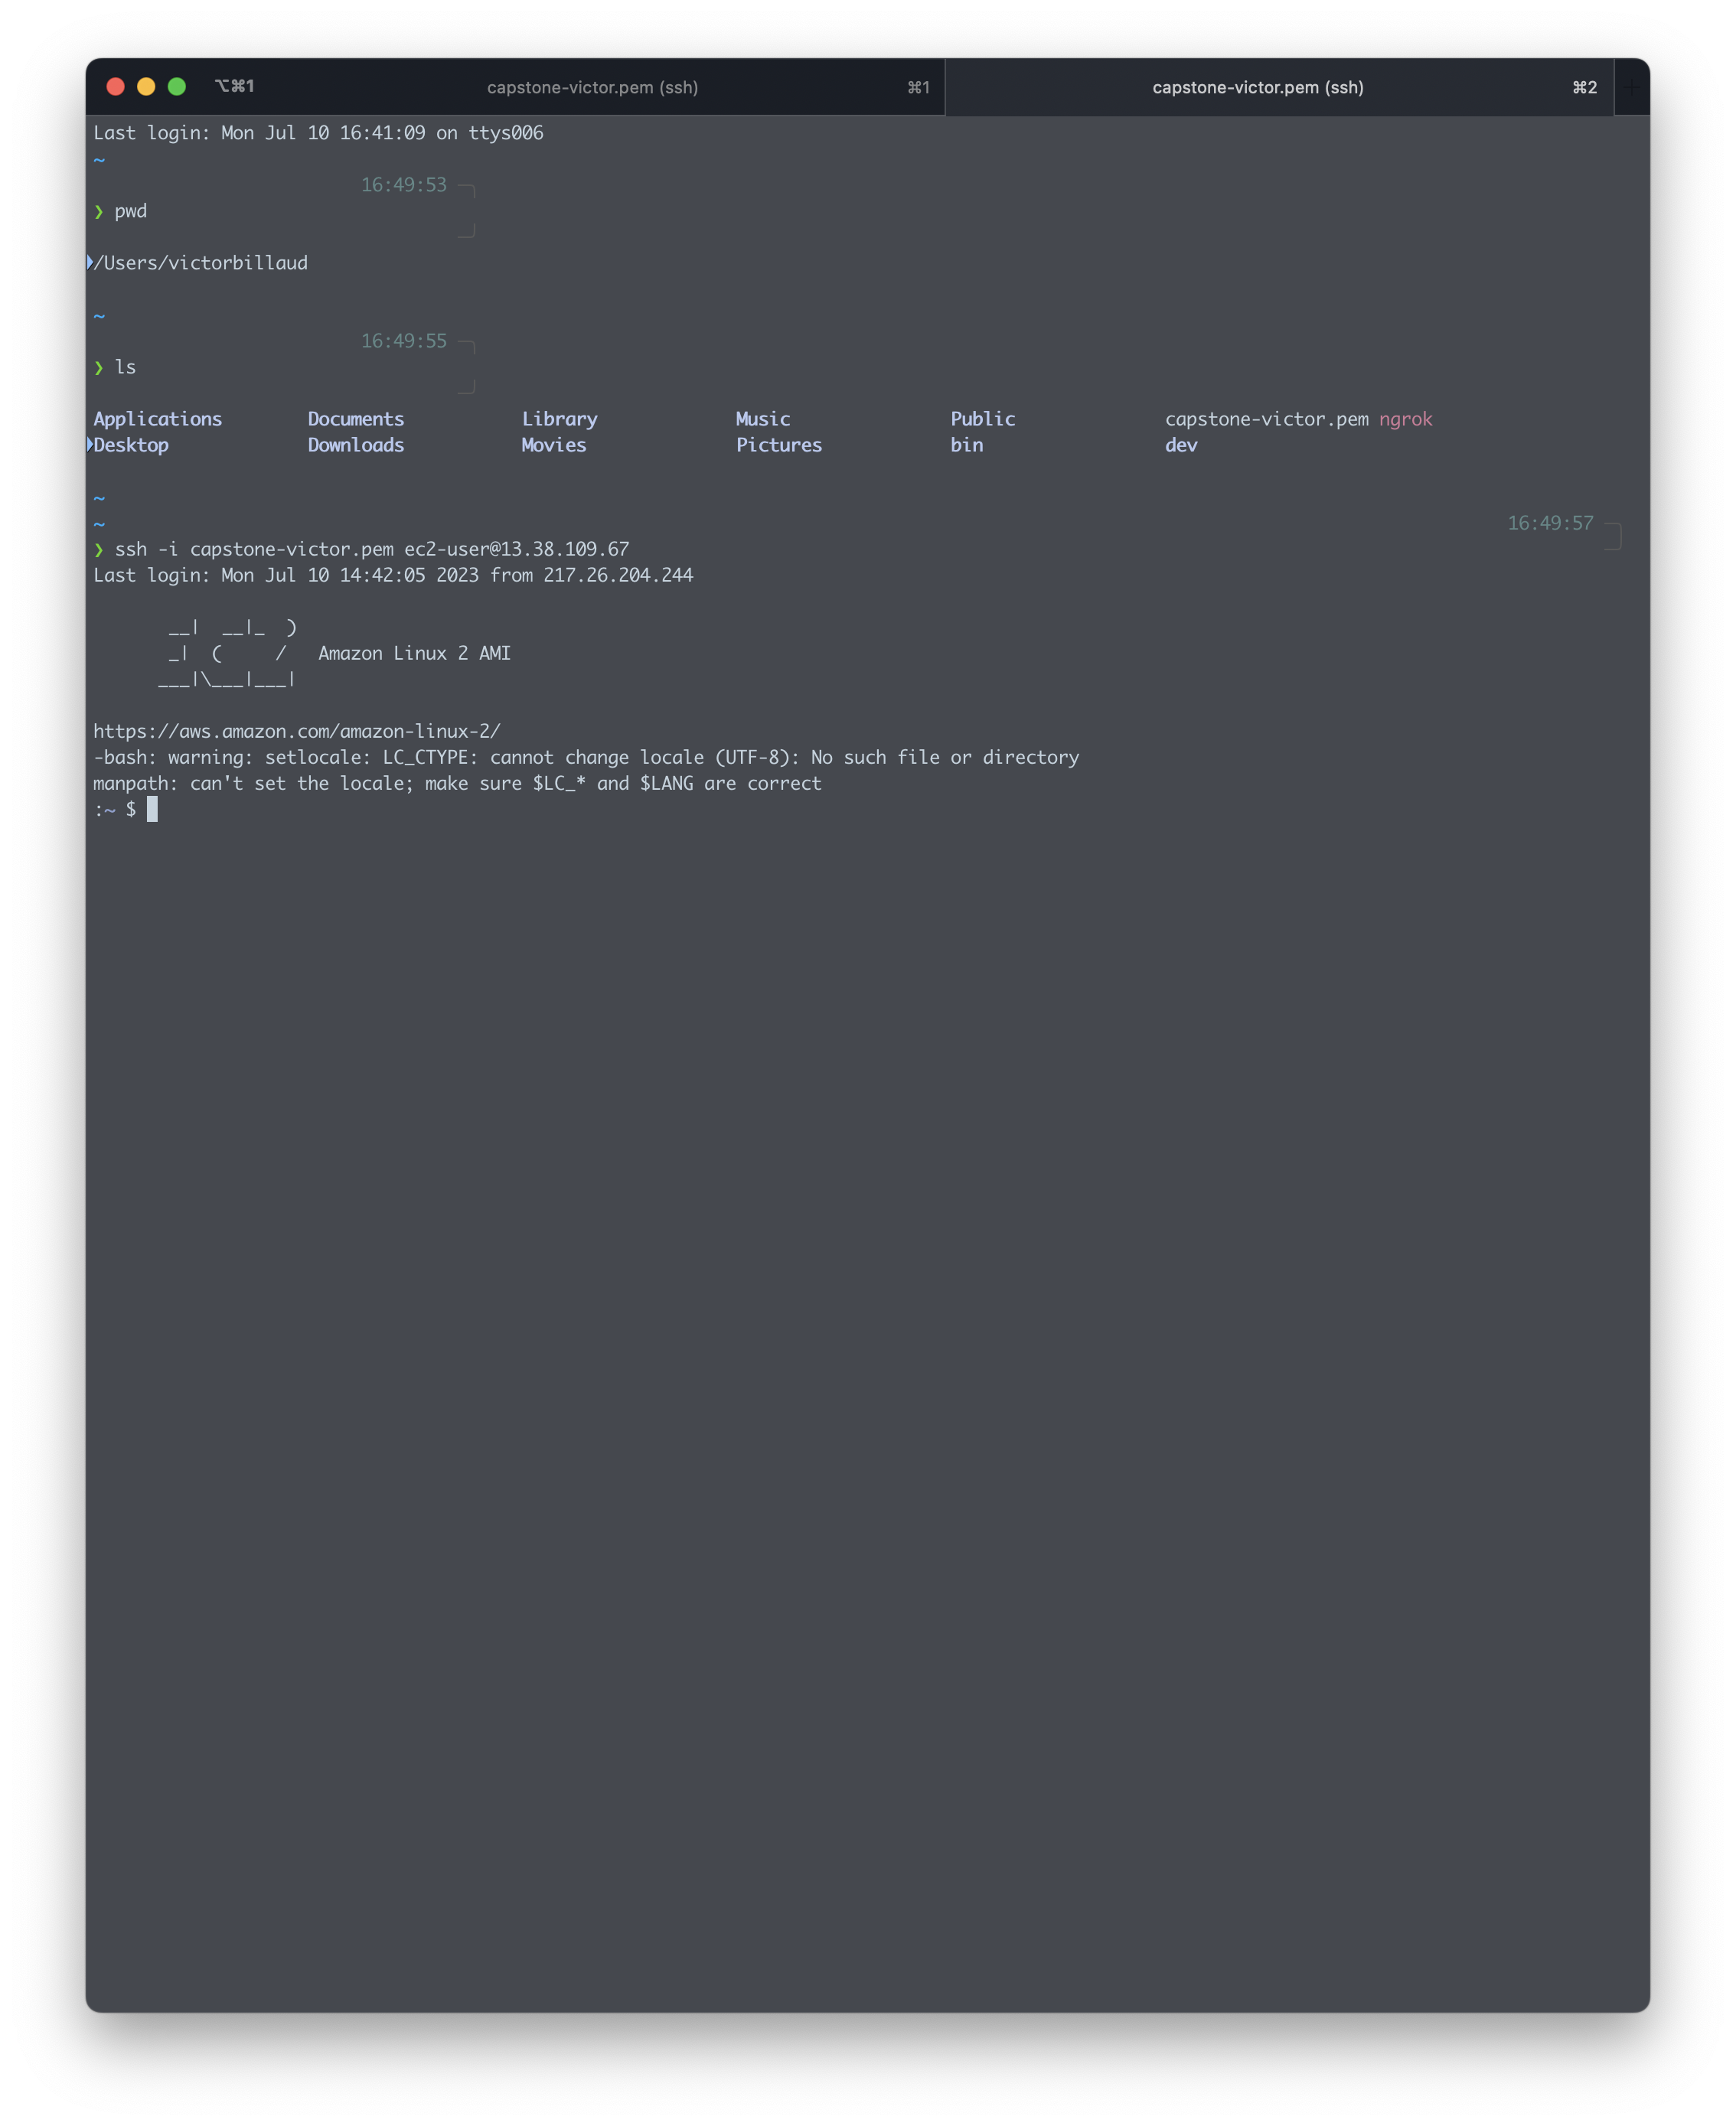 ⌥⌘1 capstone-victor.pem (ssh) ⌘1 capstone-victor.pem (ssh) ⌘2 +
Last login: Mon Jul 10 16:41:09 on ttys006
~
16:49:53
❯ pwd
/Users/victorbillaud
~
16:49:55
❯ ls
Applications Documents Library Music Public capstone-victor.pem ngrok
Desktop Downloads Movies Pictures bin dev
~
~ 16:49:57
❯ ssh -i capstone-victor.pem ec2-user@13.38.109.67
Last login: Mon Jul 10 14:42:05 2023 from 217.26.204.244
       __|  __|_  )
       _|  (     /   Amazon Linux 2 AMI
      ___|\___|___|
https://aws.amazon.com/amazon-linux-2/
-bash: warning: setlocale: LC_CTYPE: cannot change locale (UTF-8): No such file or directory
manpath: can't set the locale; make sure $LC_* and $LANG are correct
:~ $